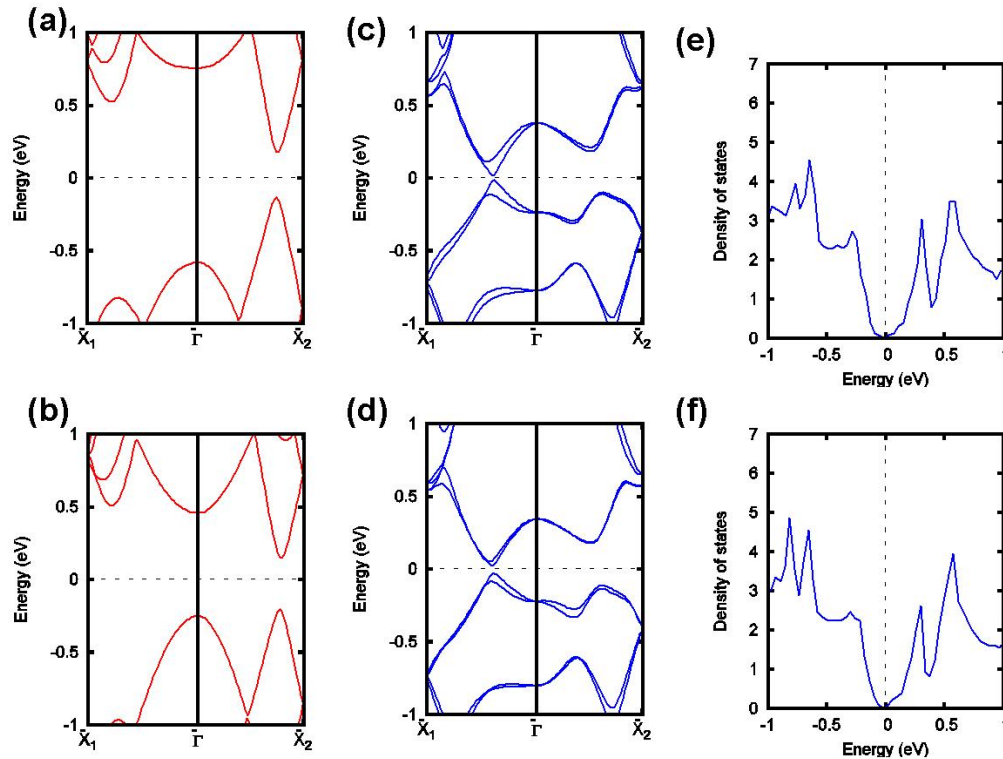 (a)
1
0.5
0
-0.5
-1
Energy (eV)
X̄₁
Γ̄
X̄₂
(c)
1
0.5
0
-0.5
-1
Energy (eV)
X̄₁
Γ̄
X̄₂
(e)
7
6
5
4
3
2
1
0
Density of states
-1
-0.5
0
0.5
1
Energy (eV)
(b)
1
0.5
0
-0.5
-1
Energy (eV)
X̄₁
Γ̄
X̄₂
(d)
1
0.5
0
-0.5
-1
Energy (eV)
X̄₁
Γ̄
X̄₂
(f)
7
6
5
4
3
2
1
0
Density of states
-1
-0.5
0
0.5
1
Energy (eV)